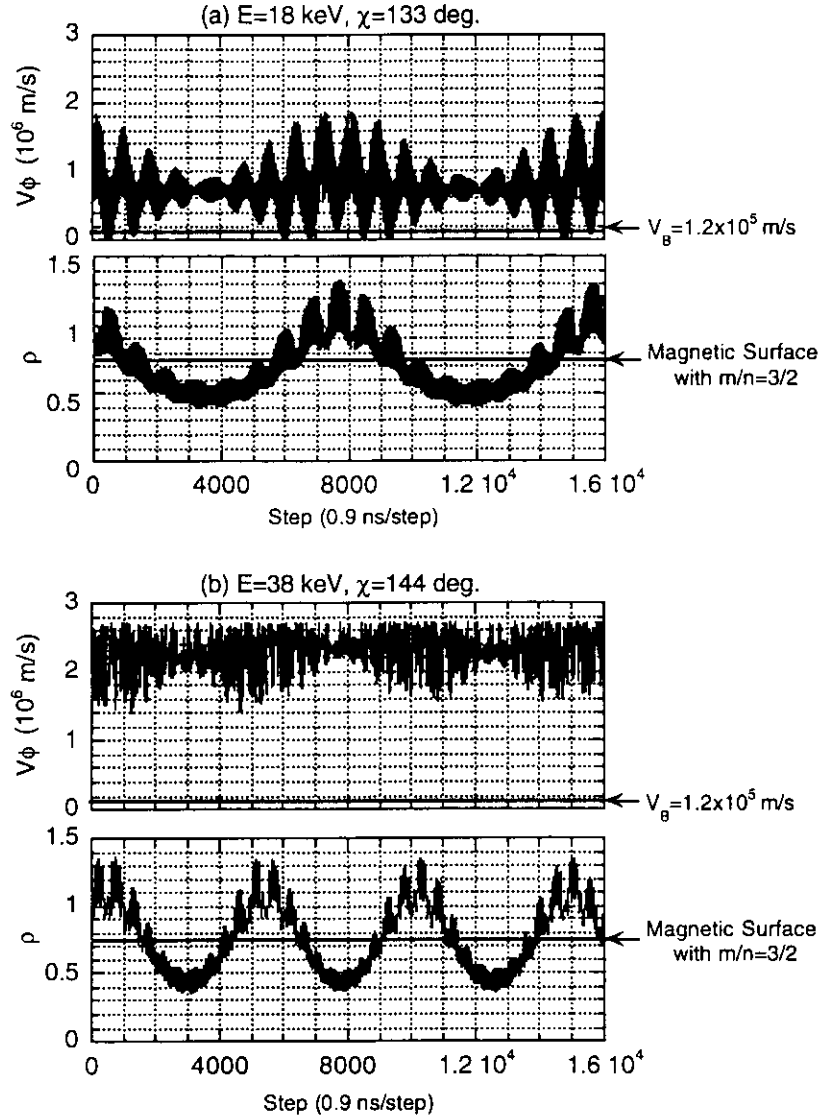 (a) E=18 keV, χ=133 deg.
3
2
1
0
Vϕ (10⁶ m/s)
V_B=1.2x10⁵ m/s
1.5
1
0.5
0
ρ
Magnetic Surface
with m/n=3/2
0 4000 8000 1.2 10⁴ 1.6 10⁴
Step (0.9 ns/step)
(b) E=38 keV, χ=144 deg.
3
2
1
0
Vϕ (10⁶ m/s)
V_θ=1.2x10⁵ m/s
1.5
1
0.5
0
ρ
Magnetic Surface
with m/n=3/2
0 4000 8000 1.2 10⁴ 1.6 10⁴
Step (0.9 ns/step)